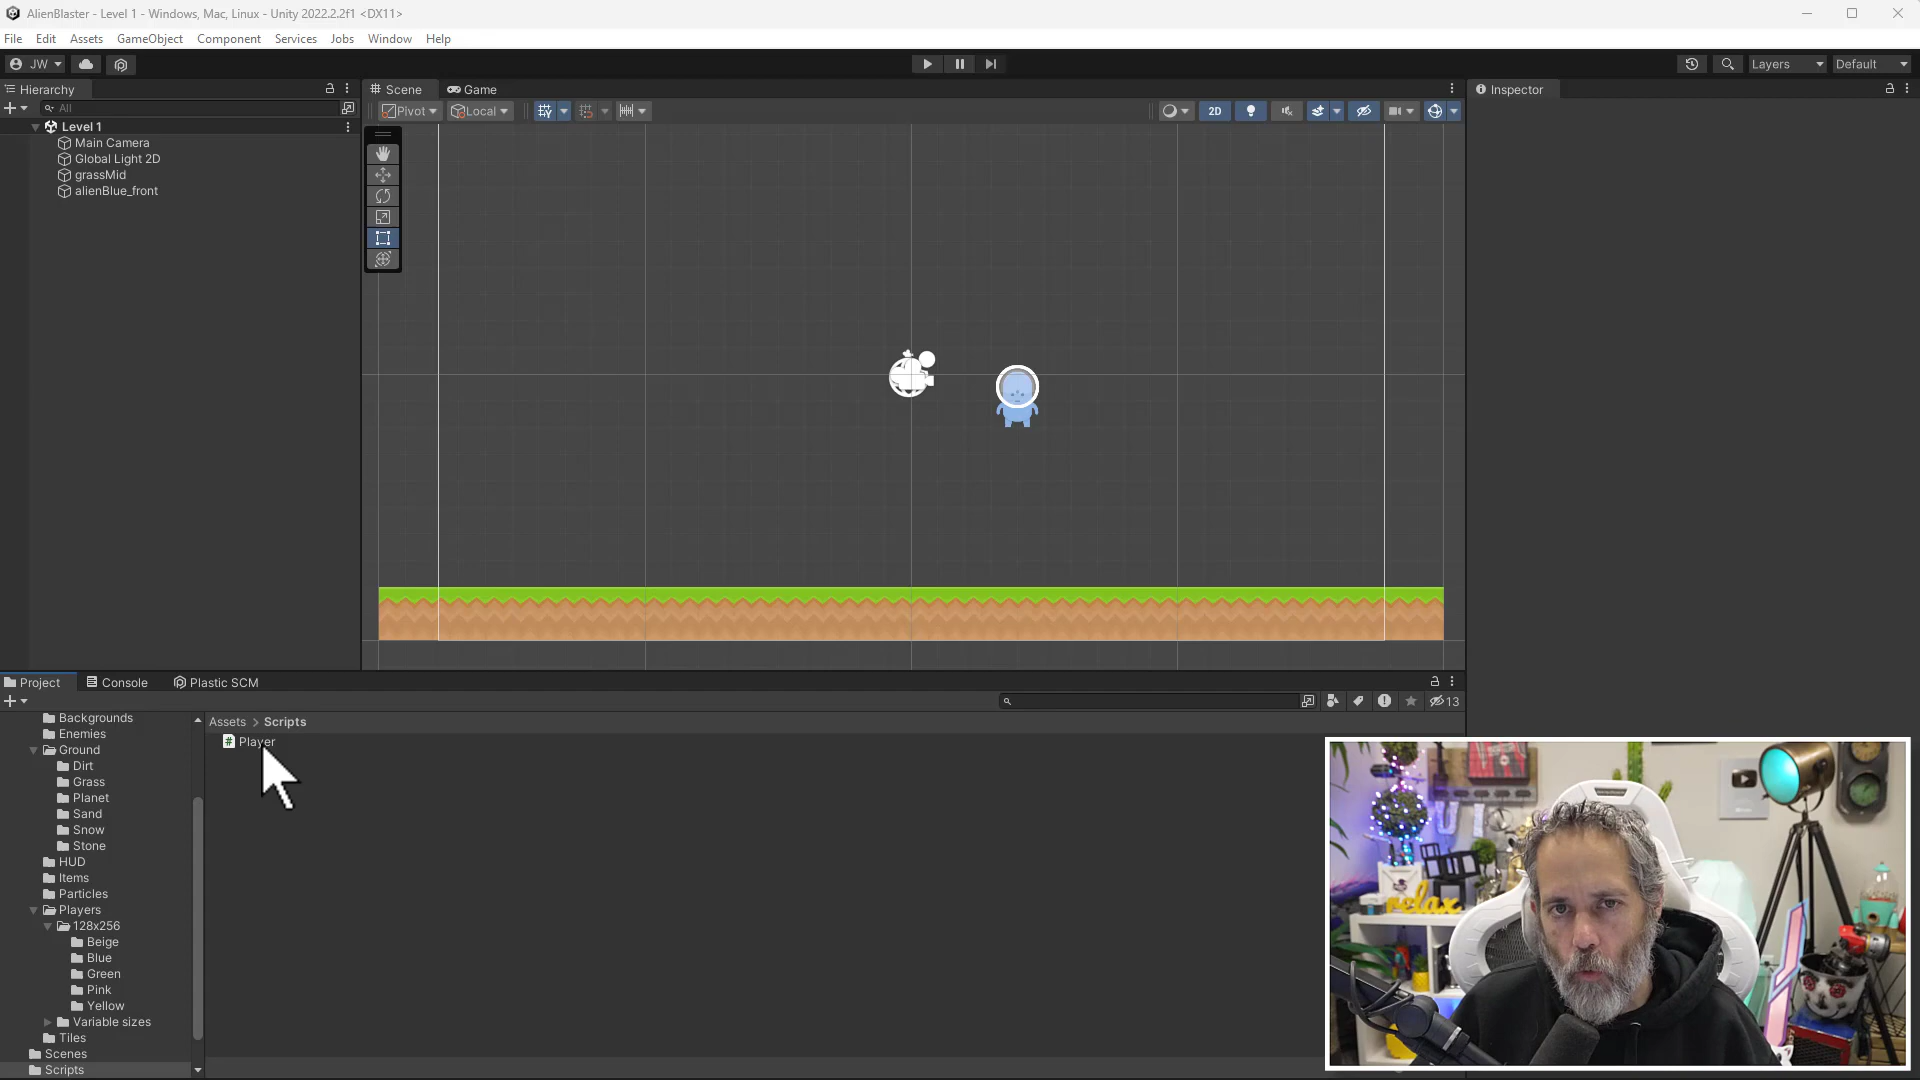 AlienBlaster - Level 1 - Windows, Mac, Linux - Unity 2022.2.2f1 <DX11>
File Edit Assets GameObject Component Services Jobs Window Help
JW Layers Default
Hierarchy Scene Game Inspector
All Pivot Local 2D
Level 1
Main Camera
Global Light 2D
grassMid
alienBlue_front
Project Console Plastic SCM
13
Backgrounds
Enemies
Ground
Dirt
Grass
Planet
Sand
Snow
Stone
HUD
Items
Particles
Players
128x256
Beige
Blue
Green
Pink
Yellow
Variable sizes
Tiles
Scenes
Scripts
Assets > Scripts
# Player
relax